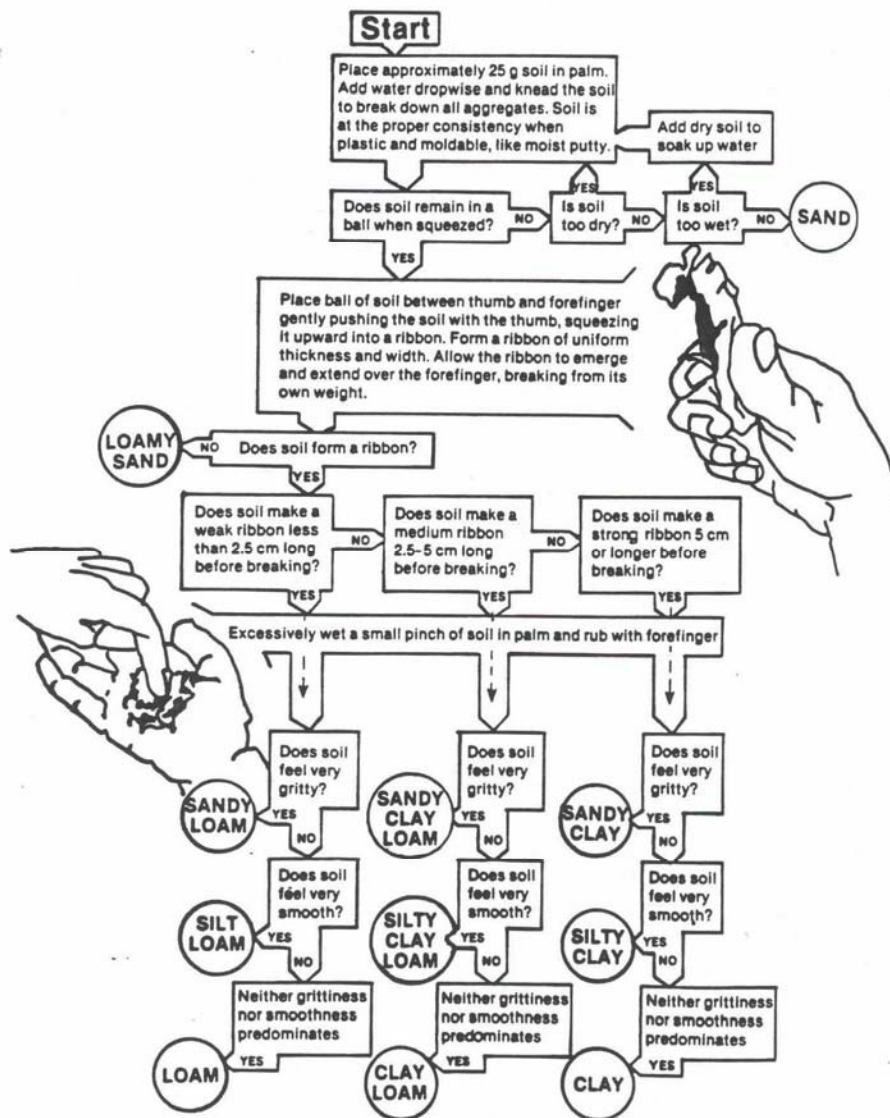 Start
Place approximately 25 g soil in palm.
Add water dropwise and knead the soil
to break down all aggregates. Soil is
at the proper consistency when
plastic and moldable, like moist putty.
Add dry soil to
soak up water
YES
YES
Does soil remain in a
ball when squeezed?
NO
Is soil
too dry?
NO
Is soil
too wet?
NO
SAND
YES
Place ball of soil between thumb and forefinger
gently pushing the soil with the thumb, squeezing
it upward into a ribbon. Form a ribbon of uniform
thickness and width. Allow the ribbon to emerge
and extend over the forefinger, breaking from its
own weight.
LOAMY
SAND
NO
Does soil form a ribbon?
YES
Does soil make a
weak ribbon less
than 2.5 cm long
before breaking?
NO
Does soil make a
medium ribbon
2.5-5 cm long
before breaking?
NO
Does soil make a
strong ribbon 5 cm
or longer before
breaking?
YES
YES
YES
Excessively wet a small pinch of soil in palm and rub with forefinger
Does soil
feel very
gritty?
Does soil
feel very
gritty?
Does soil
feel very
gritty?
SANDY
LOAM
YES
NO
SANDY
CLAY
LOAM
YES
NO
SANDY
CLAY
YES
NO
Does soil
feel very
smooth?
Does soil
feel very
smooth?
Does soil
feel very
smooth?
SILT
LOAM
YES
NO
SILTY
CLAY
LOAM
YES
NO
SILTY
CLAY
YES
NO
Neither grittiness
nor smoothness
predominates
Neither grittiness
nor smoothness
predominates
Neither grittiness
nor smoothness
predominates
LOAM
YES
CLAY
LOAM
YES
CLAY
YES